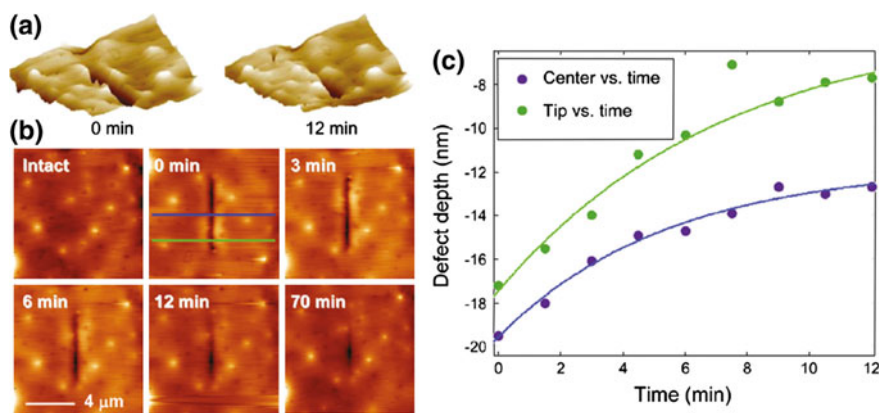 (a)
0 min
12 min
(b)
Intact
0 min
3 min
6 min
12 min
70 min
4 μm
(c)
Center vs. time
Tip vs. time
-8
-10
-12
-14
-16
-18
-20
Defect depth (nm)
0
2
4
6
8
10
12
Time (min)